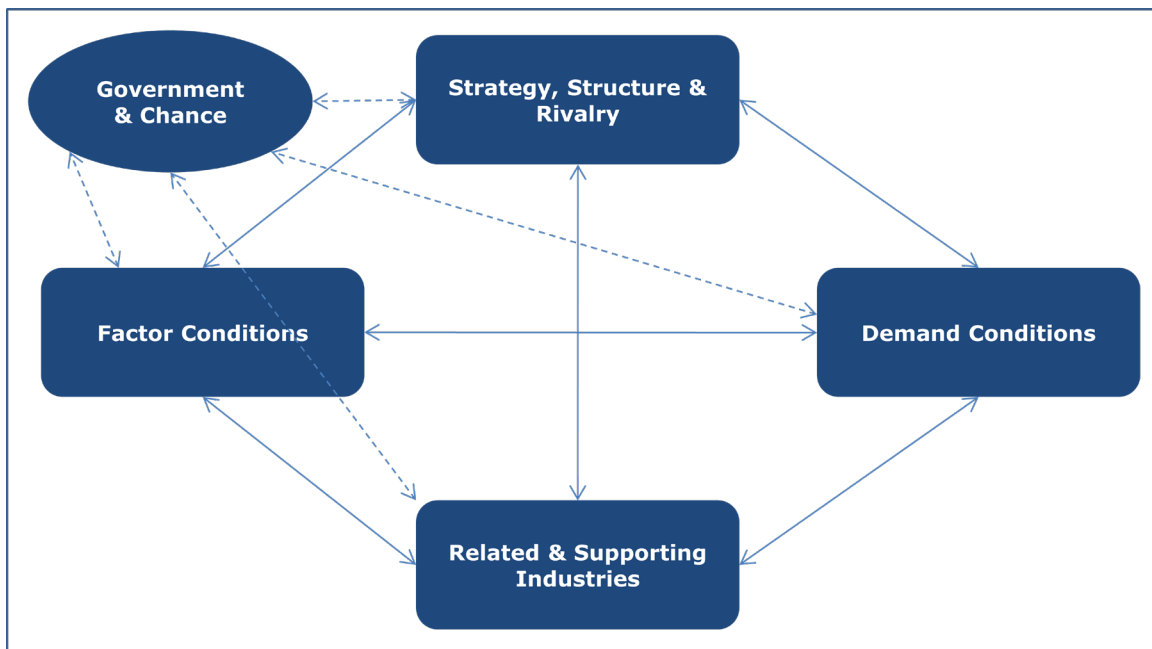 Government
& Chance
Strategy, Structure &
Rivalry
Factor Conditions
Demand Conditions
Related & Supporting
Industries